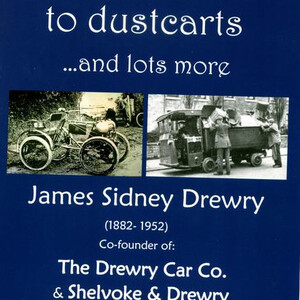 to dustcarts
...and lots more
James Sidney Drewry
(1882- 1952)
Co-founder of:
The Drewry Car Co.
& Shelvoke & Drewry